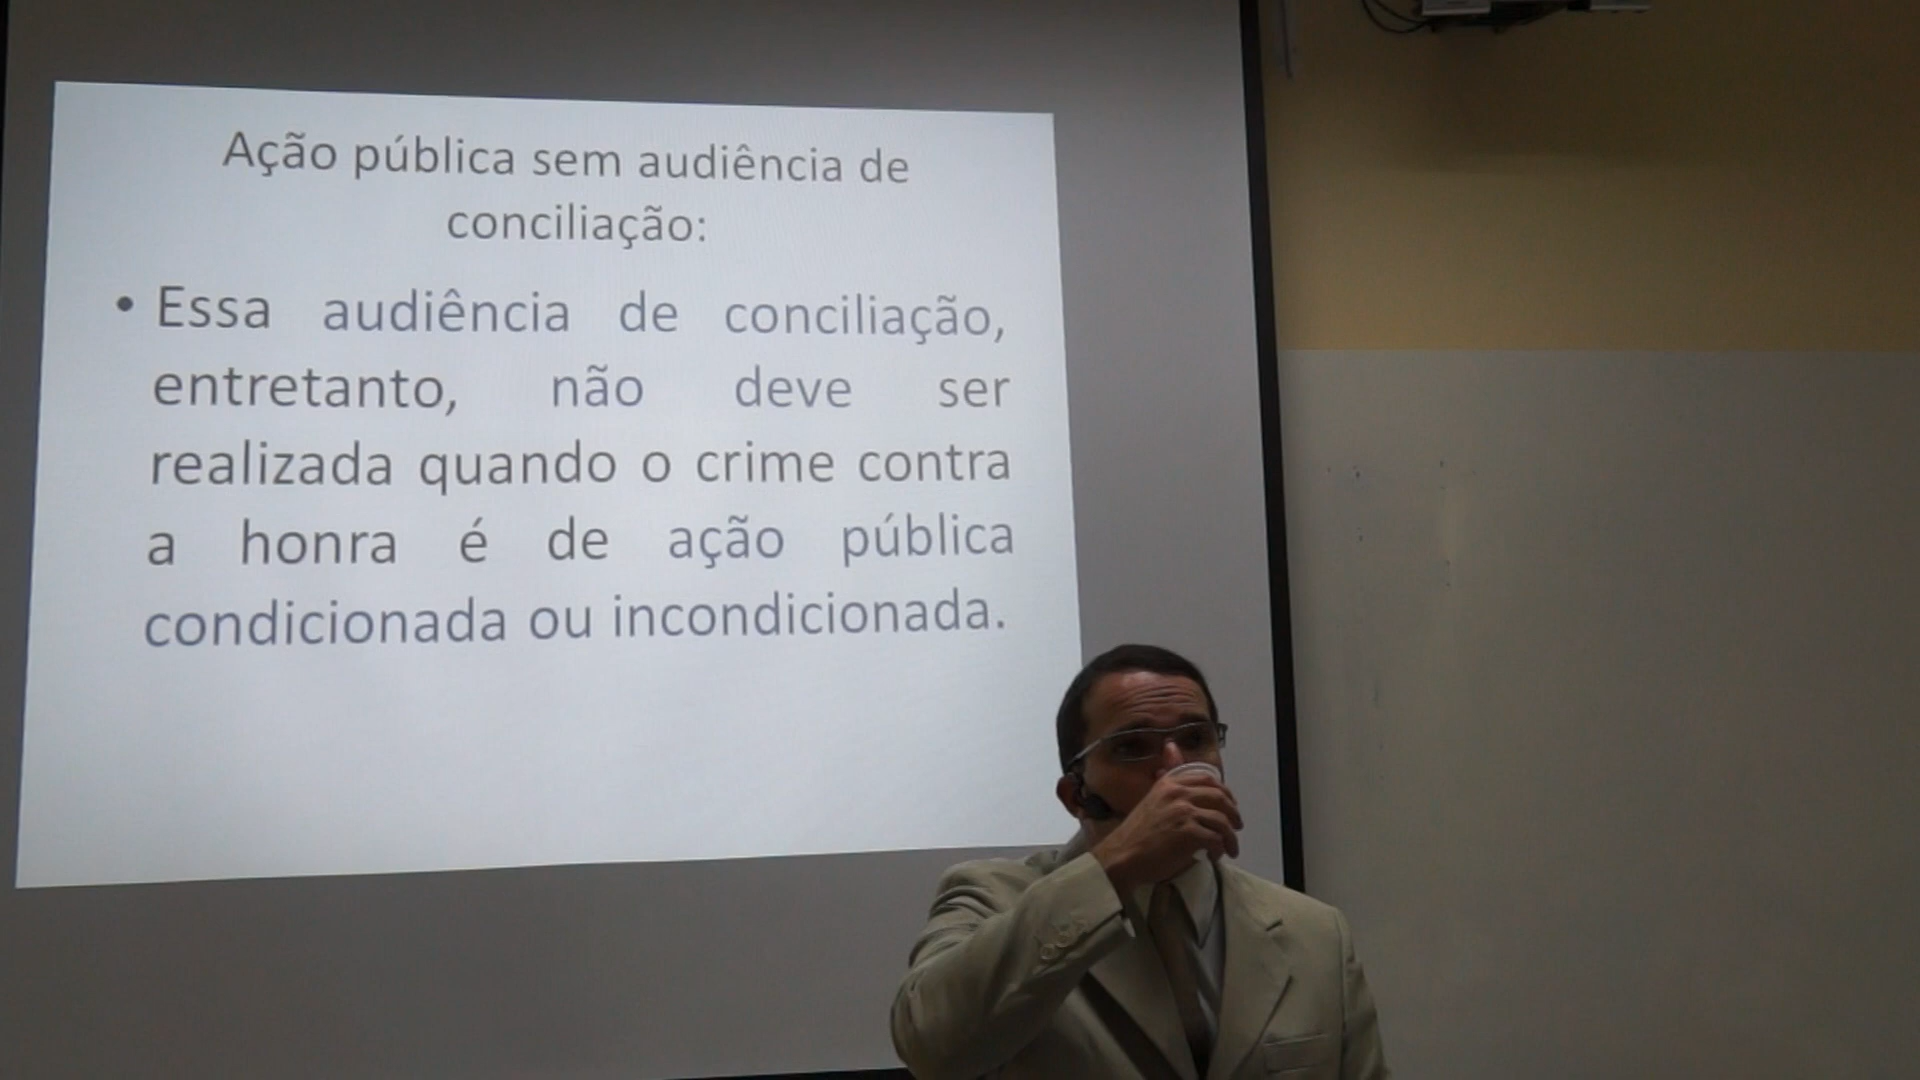 Ação pública sem audiência de
conciliação:
• Essa audiência de conciliação,
entretanto, não deve ser
realizada quando o crime contra
a honra é de ação pública
condicionada ou incondicionada.